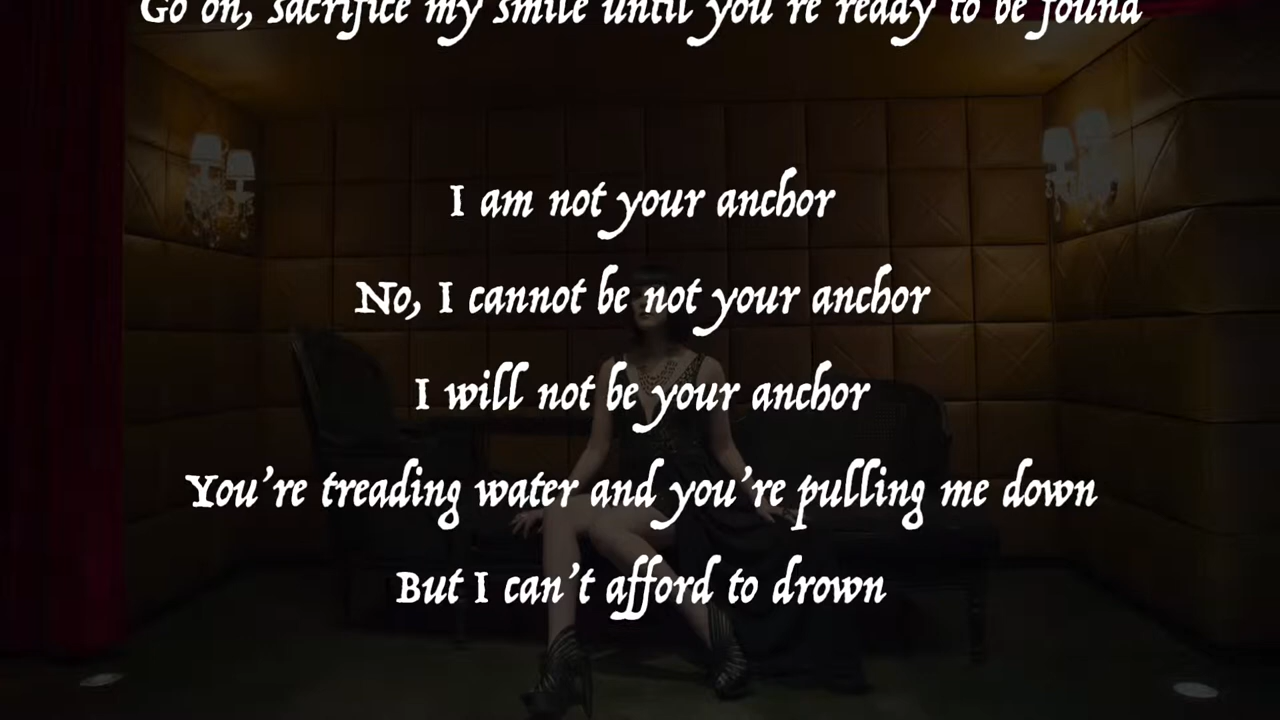 Go on, sacrifice my smile until you're ready to be found
I am not your anchor
No, I cannot be not your anchor
I will not be your anchor
You're treading water and you're pulling me down
But I can't afford to drown